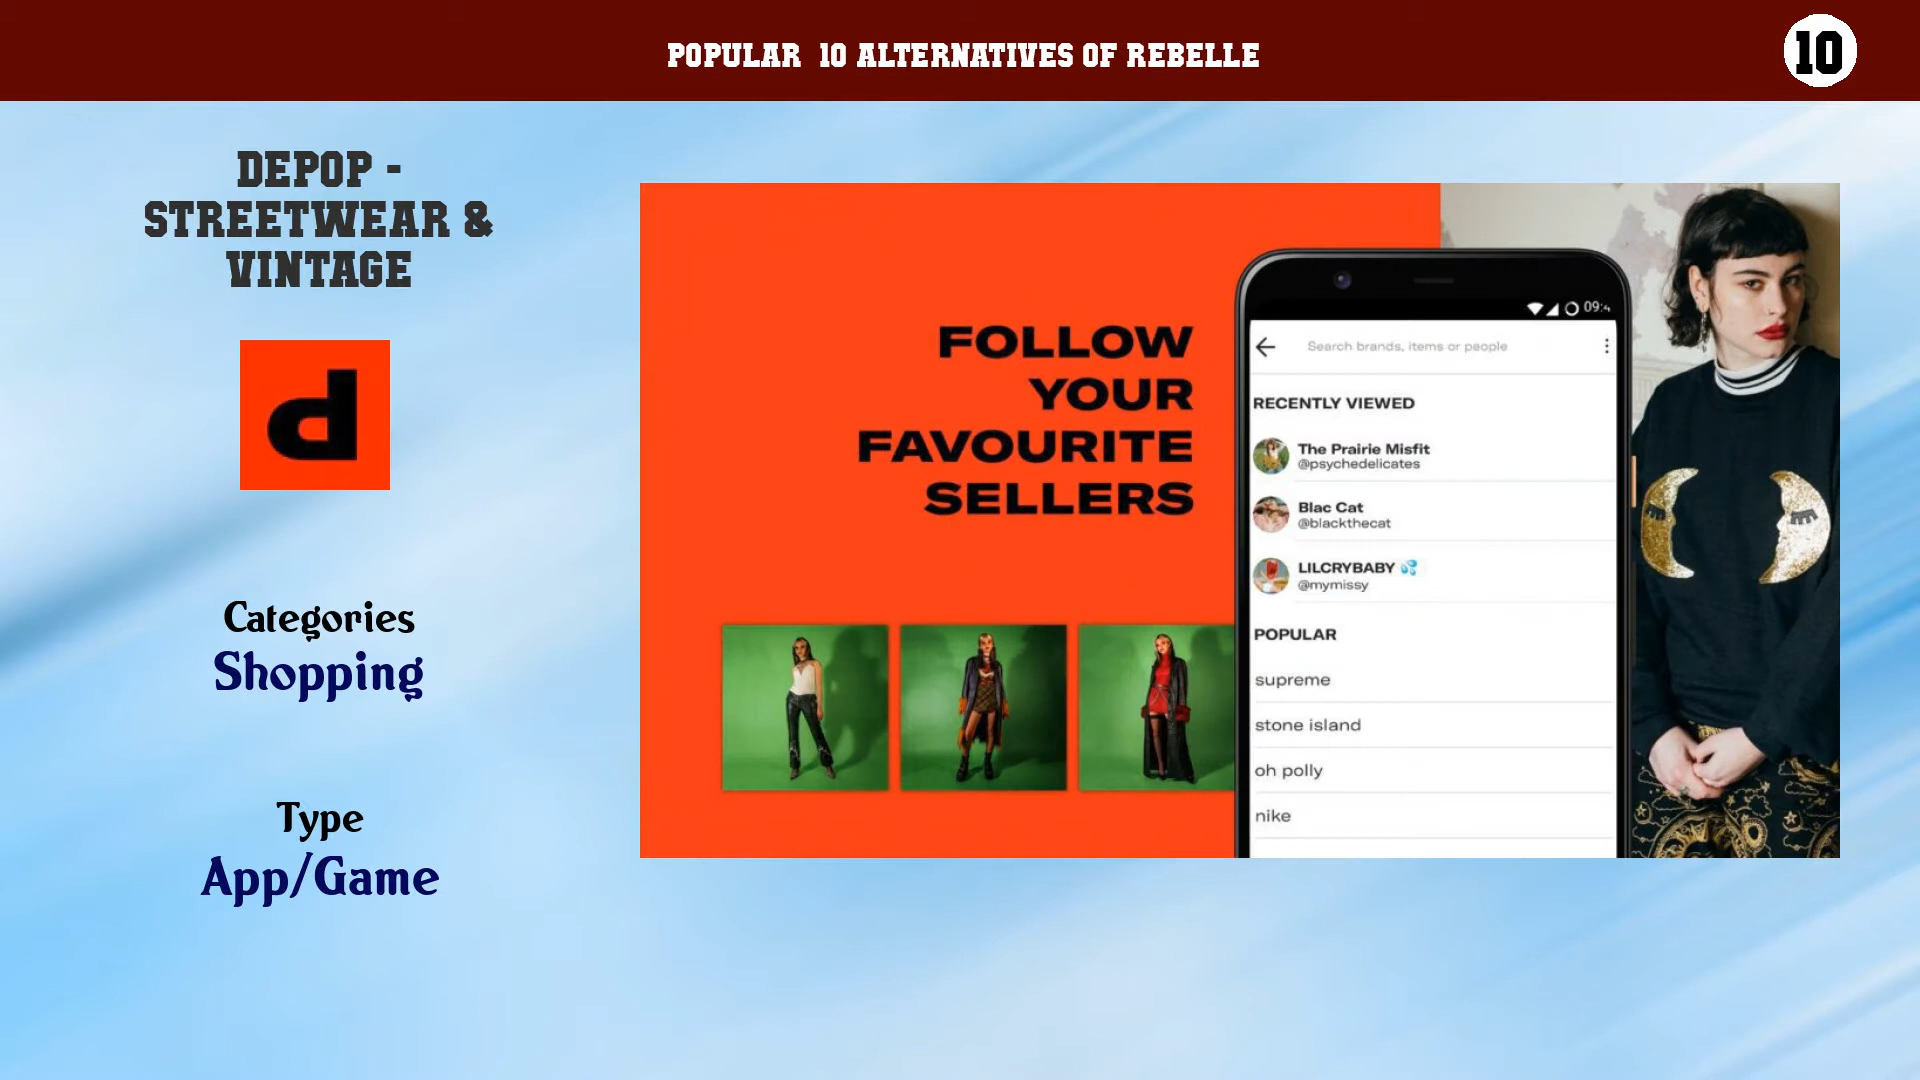 POPULAR 10 ALTERNATIVES OF REBELLE
10
DEPOP -
STREETWEAR &
VINTAGE
d
Categories
Shopping
Type
App/Game
FOLLOW
YOUR
FAVOURITE
SELLERS
Search brands, items or people
RECENTLY VIEWED
The Prairie Misfit
@psychedelicates
Blac Cat
@blackthecat
LILCRYBABY 💦
@mymissy
POPULAR
supreme
stone island
oh polly
nike